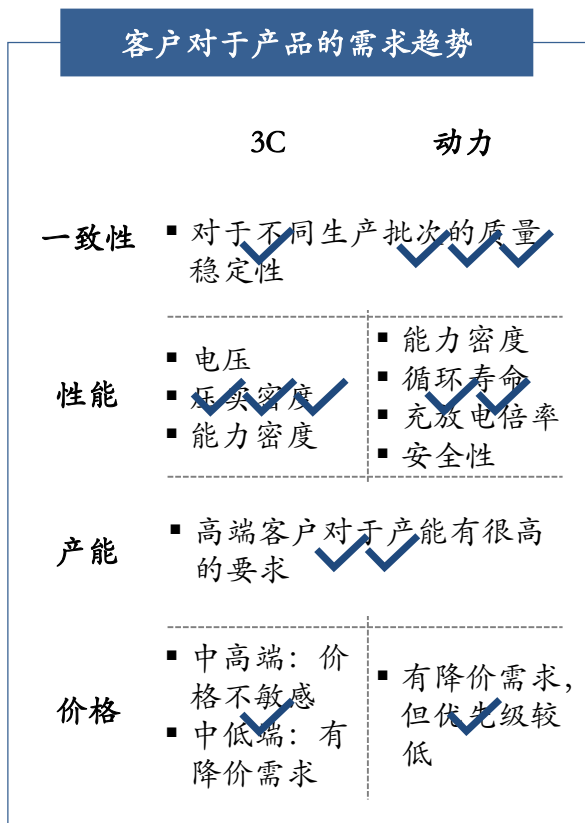 客户对于产品的需求趋势
3C
动力
一致性
▪ 对于不同生产批次的质量
稳定性
性能
▪ 电压
▪ 压实密度
▪ 能力密度
▪ 能力密度
▪ 循环寿命
▪ 充放电倍率
▪ 安全性
产能
▪ 高端客户对于产能有很高
的要求
价格
▪ 中高端：价
格不敏感
▪ 中低端：有
降价需求
▪ 有降价需求，
但优先级较
低